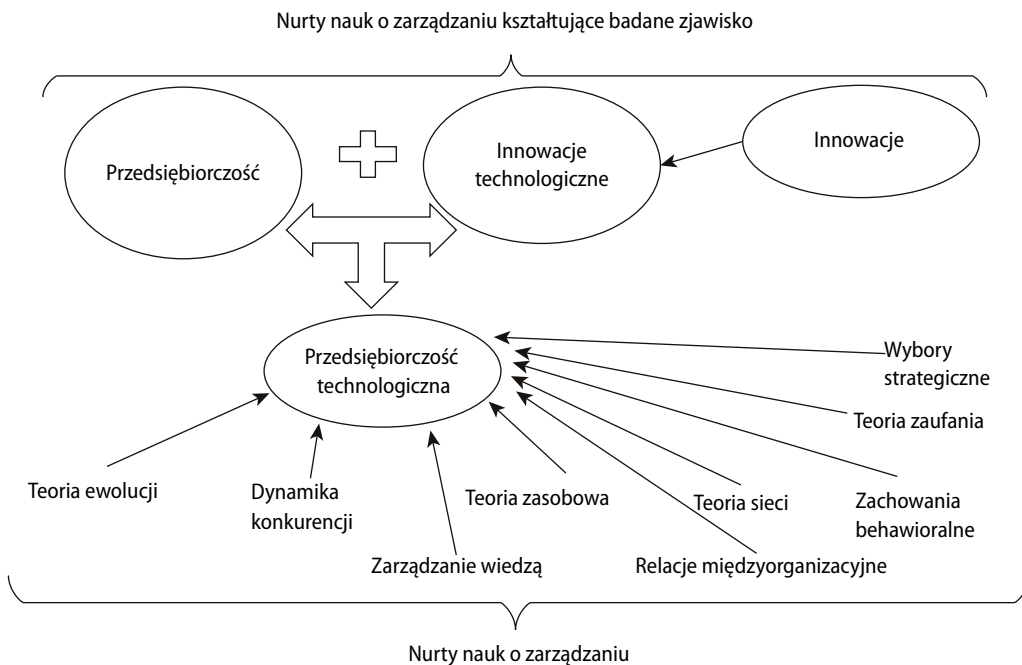 Nurty nauk o zarządzaniu kształtujące badane zjawisko
Przedsiębiorczość
Innowacje
technologiczne
Innowacje
Przedsiębiorczość
technologiczna
Wybory
strategiczne
Teoria zaufania
Teoria ewolucji
Dynamika
konkurencji
Teoria zasobowa
Teoria sieci
Zachowania
behawioralne
Zarządzanie wiedzą
Relacje międzyorganizacyjne
Nurty nauk o zarządzaniu